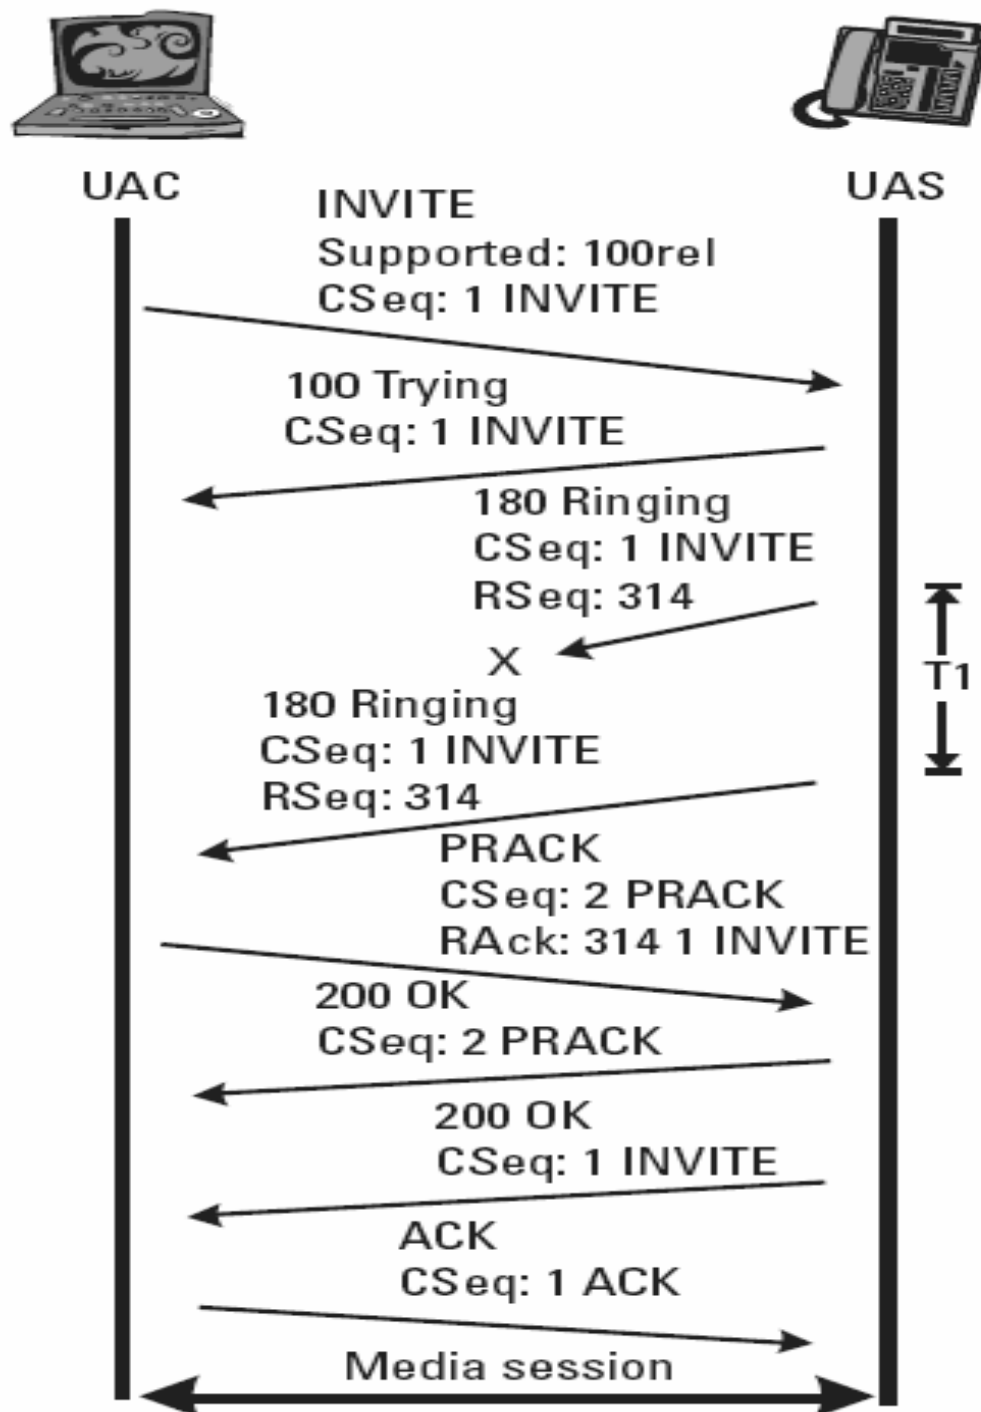 UAC
UAS
INVITE
Supported: 100rel
CSeq: 1 INVITE
100 Trying
CSeq: 1 INVITE
180 Ringing
CSeq: 1 INVITE
RSeq: 314
X
T1
180 Ringing
CSeq: 1 INVITE
RSeq: 314
PRACK
CSeq: 2 PRACK
RAck: 314 1 INVITE
200 OK
CSeq: 2 PRACK
200 OK
CSeq: 1 INVITE
ACK
CSeq: 1 ACK
Media session